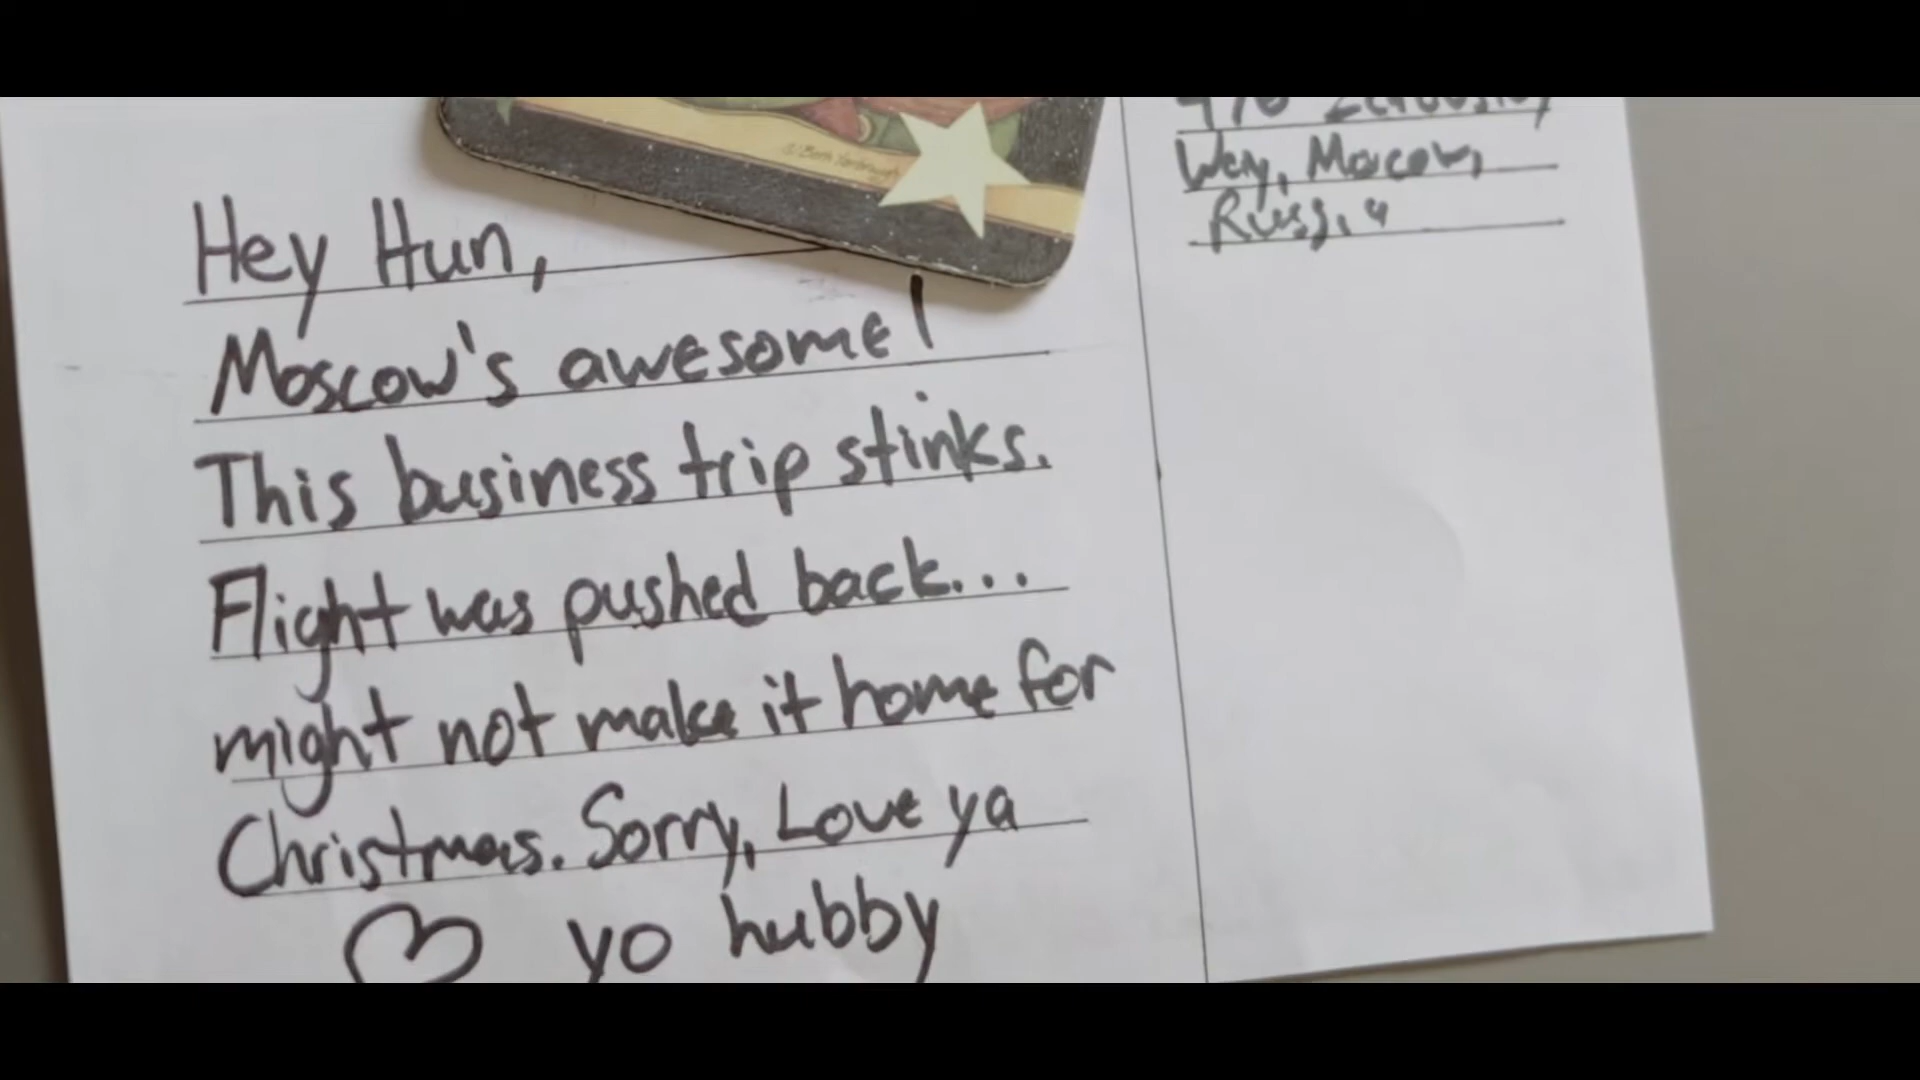 Hey Hun,
Moscow's awesome!
This business trip stinks.
Flight was pushed back...
might not make it home for
Christmas. Sorry, Love ya
♡ yo hubby
Way, Moscow,
Russia